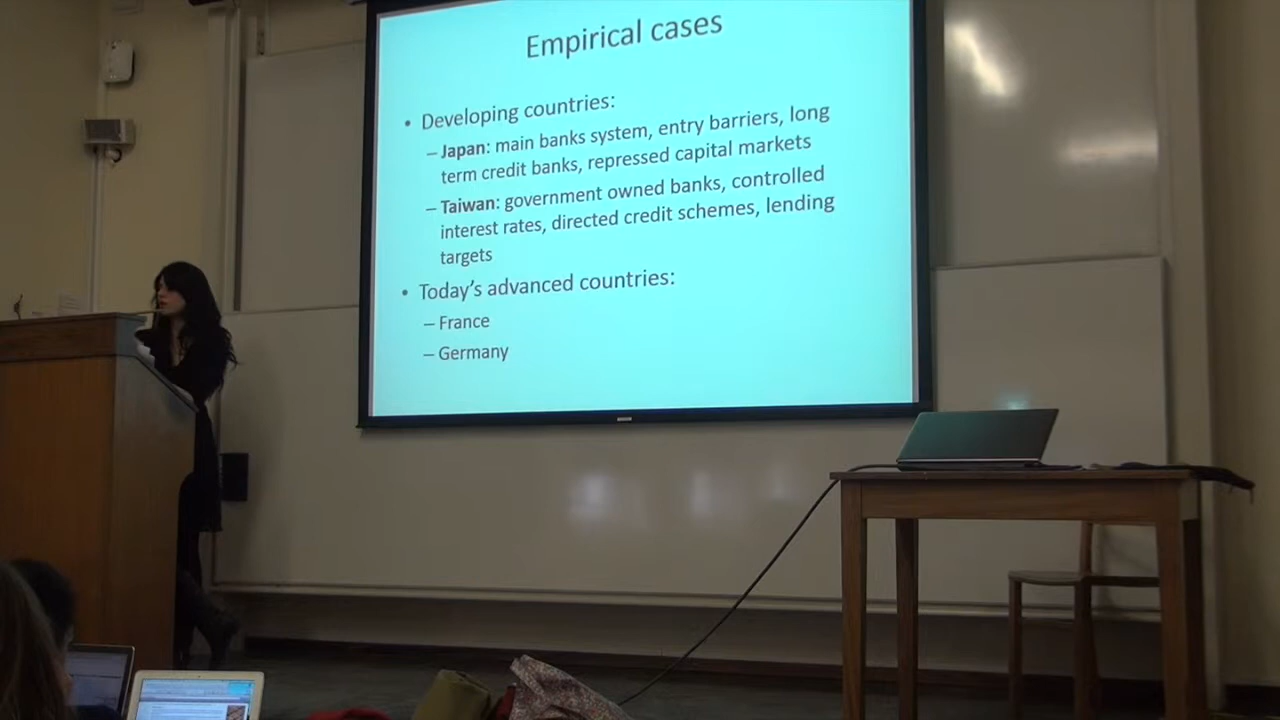 Empirical cases
• Developing countries:
– Japan: main banks system, entry barriers, long
term credit banks, repressed capital markets
– Taiwan: government owned banks, controlled
interest rates, directed credit schemes, lending
targets
• Today's advanced countries:
– France
– Germany